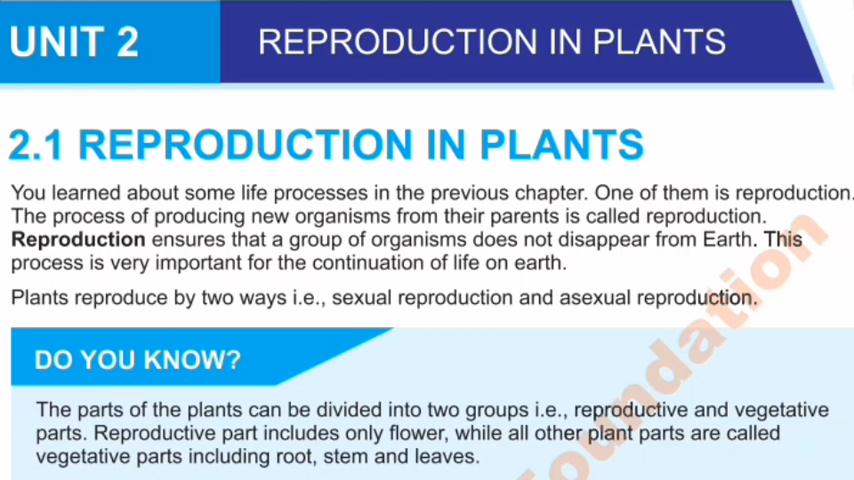 UNIT 2
REPRODUCTION IN PLANTS
2.1 REPRODUCTION IN PLANTS
You learned about some life processes in the previous chapter. One of them is reproduction.
The process of producing new organisms from their parents is called reproduction.
Reproduction ensures that a group of organisms does not disappear from Earth. This
process is very important for the continuation of life on earth.
Plants reproduce by two ways i.e., sexual reproduction and asexual reproduction.
DO YOU KNOW?
The parts of the plants can be divided into two groups i.e., reproductive and vegetative
parts. Reproductive part includes only flower, while all other plant parts are called
vegetative parts including root, stem and leaves.
Foundation